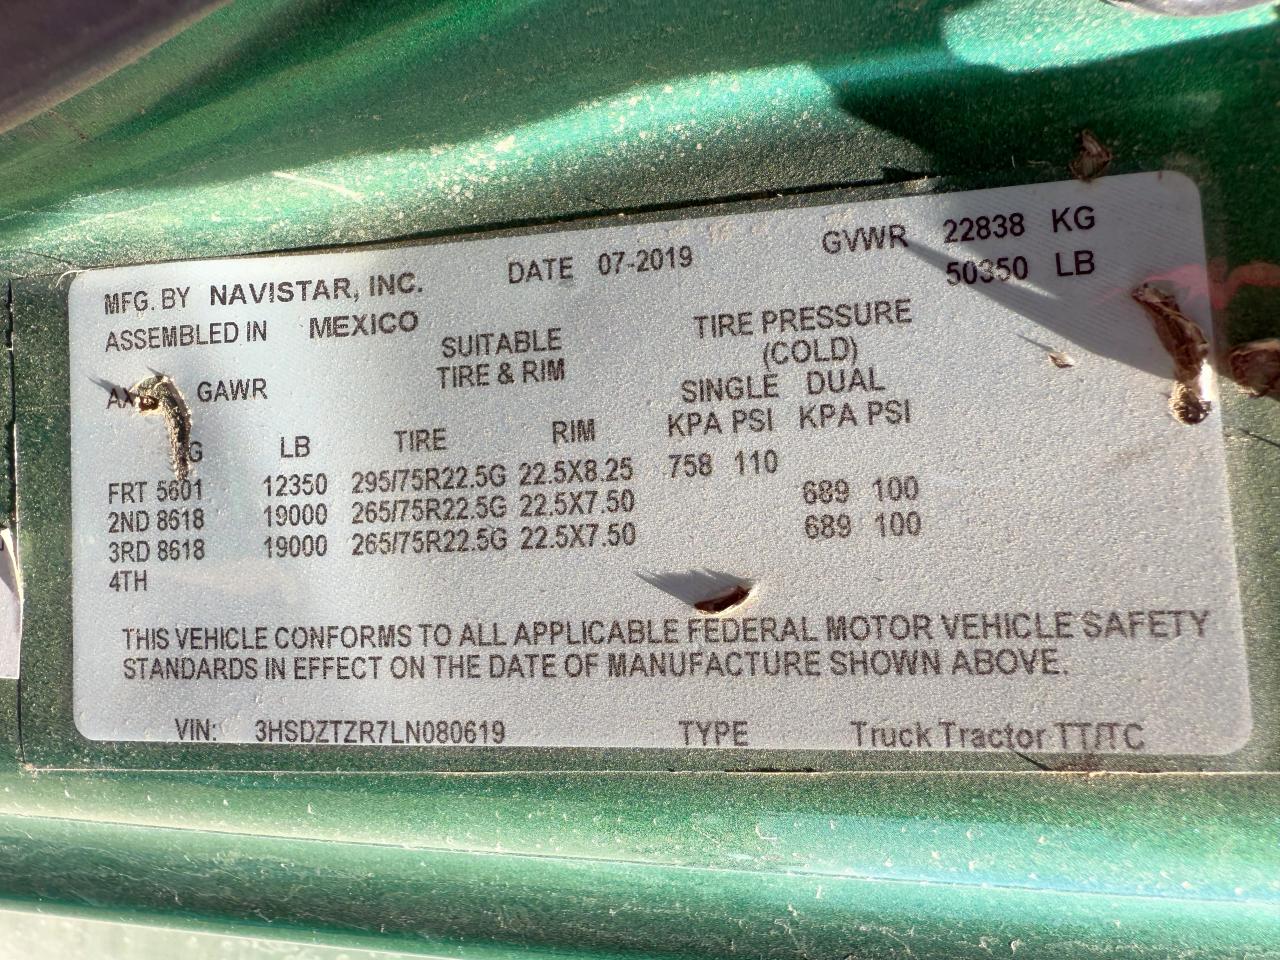 MFG. BY NAVISTAR, INC. DATE 07-2019 GVWR 22838 KG
50350 LB
ASSEMBLED IN MEXICO
SUITABLE TIRE PRESSURE
TIRE & RIM (COLD)
GAWR SINGLE DUAL
LB TIRE RIM KPA PSI KPA PSI
FRT 5601 12350 295/75R22.5G 22.5X8.25 758 110
2ND 8618 19000 265/75R22.5G 22.5X7.50 689 100
3RD 8618 19000 265/75R22.5G 22.5X7.50 689 100
4TH
THIS VEHICLE CONFORMS TO ALL APPLICABLE FEDERAL MOTOR VEHICLE SAFETY
STANDARDS IN EFFECT ON THE DATE OF MANUFACTURE SHOWN ABOVE.
VIN: 3HSDZTZR7LN080619 TYPE Truck Tractor TT/TC